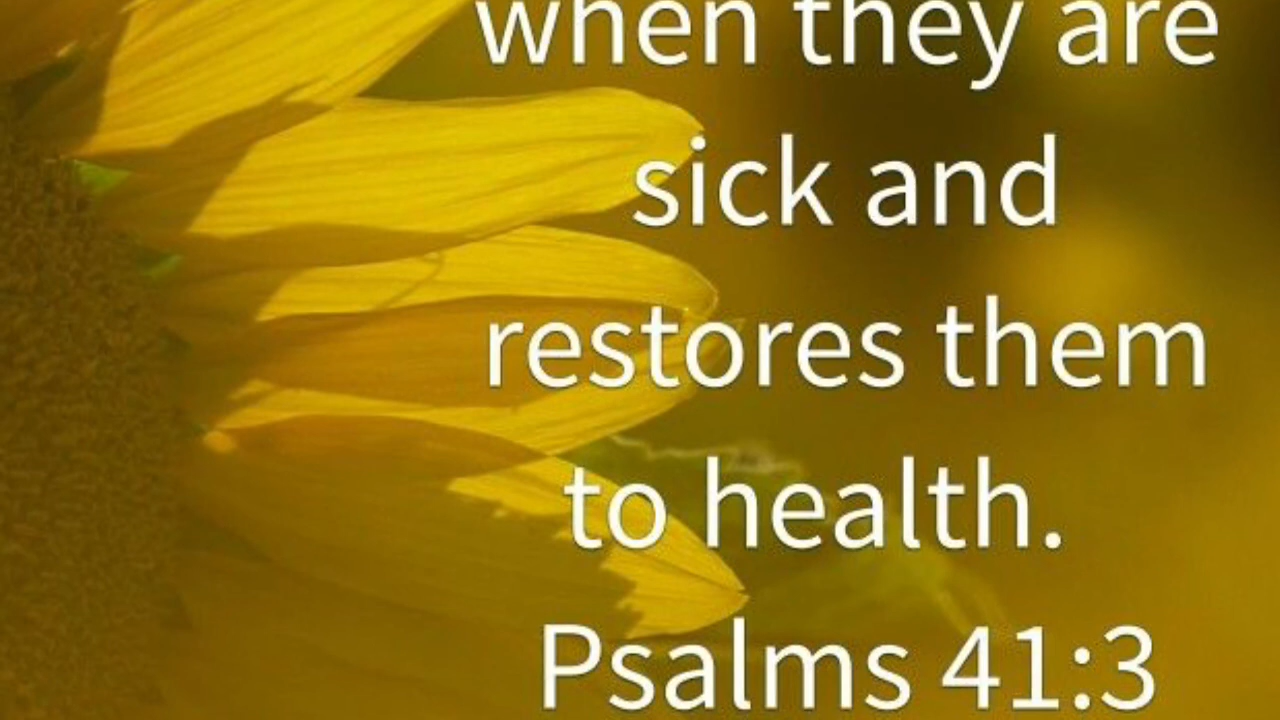 when they are
sick and
restores them
to health.
Psalms 41:3